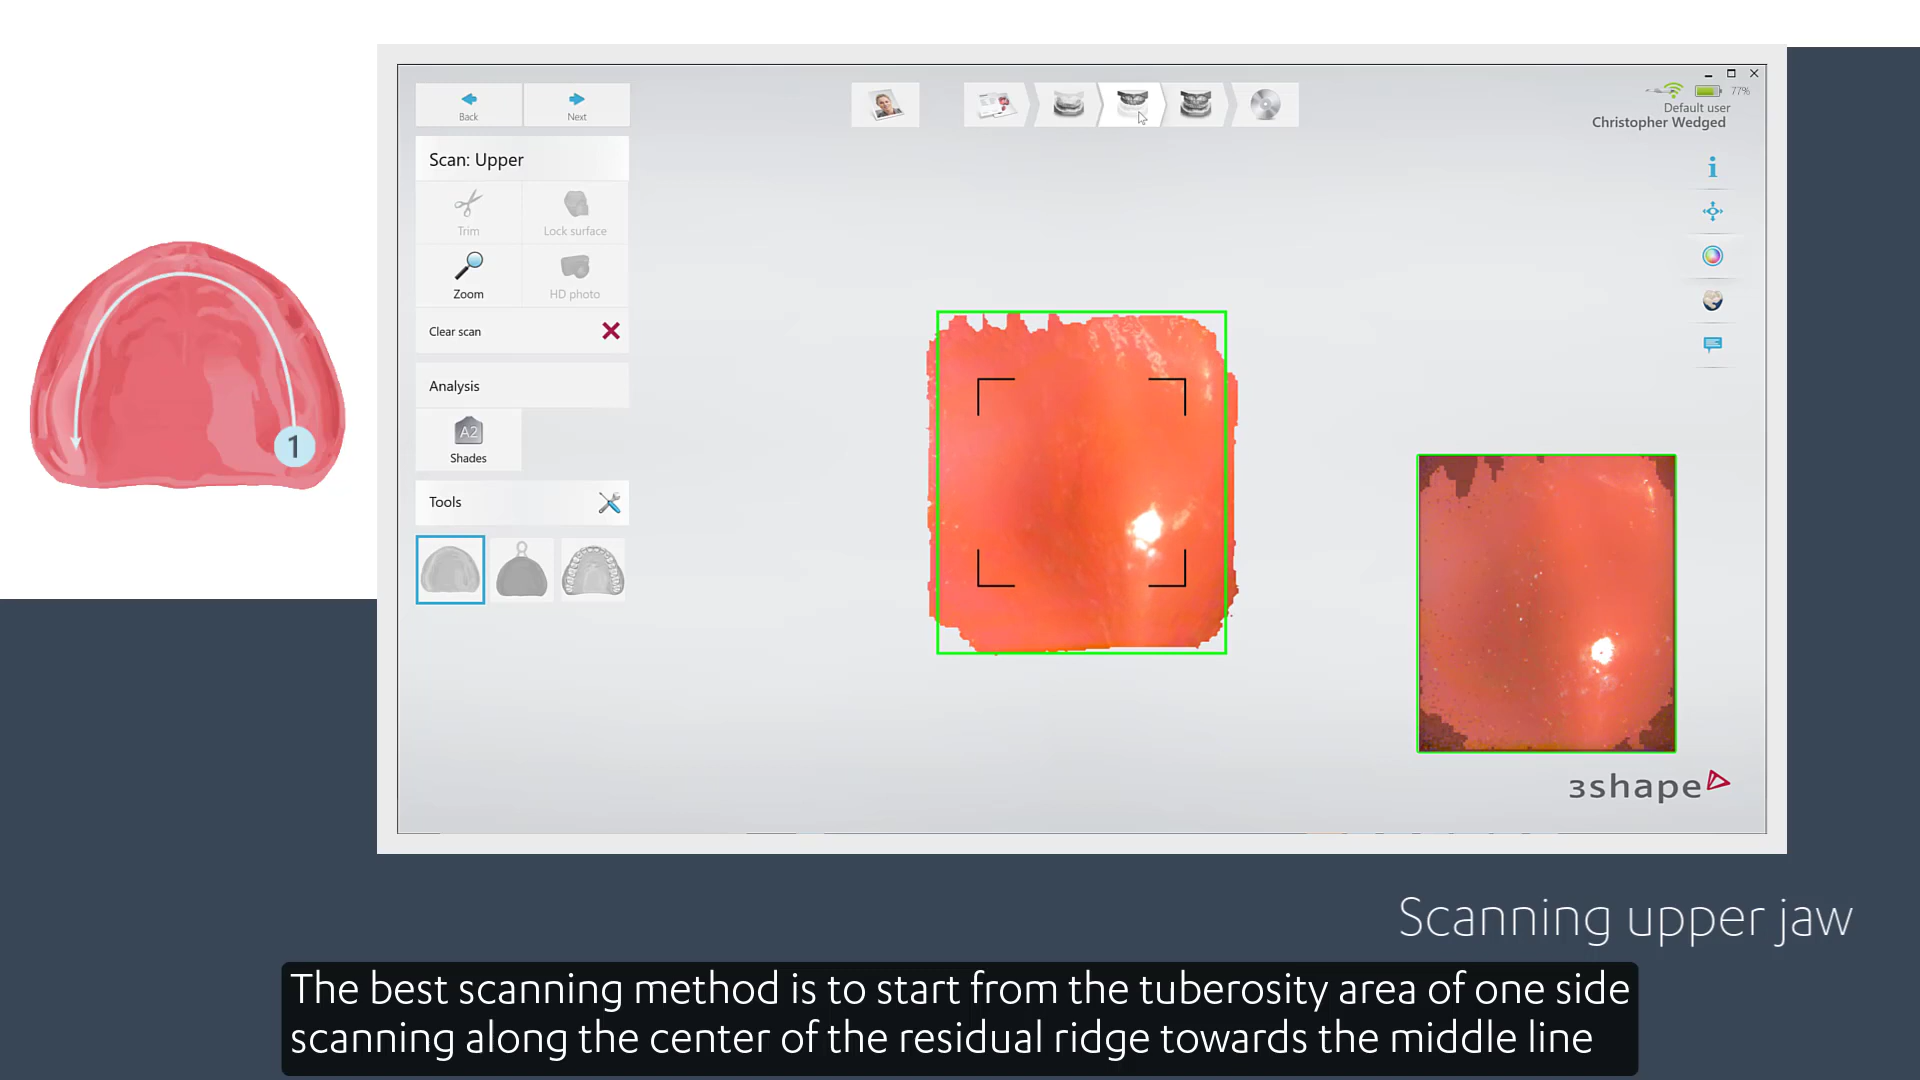 Back
Next
77%
Default user
Christopher Wedged
Scan: Upper
Trim
Lock surface
Zoom
HD photo
Clear scan
Analysis
A2
Shades
Tools
1
3shape
Scanning upper jaw
The best scanning method is to start from the tuberosity area of one side
scanning along the center of the residual ridge towards the middle line